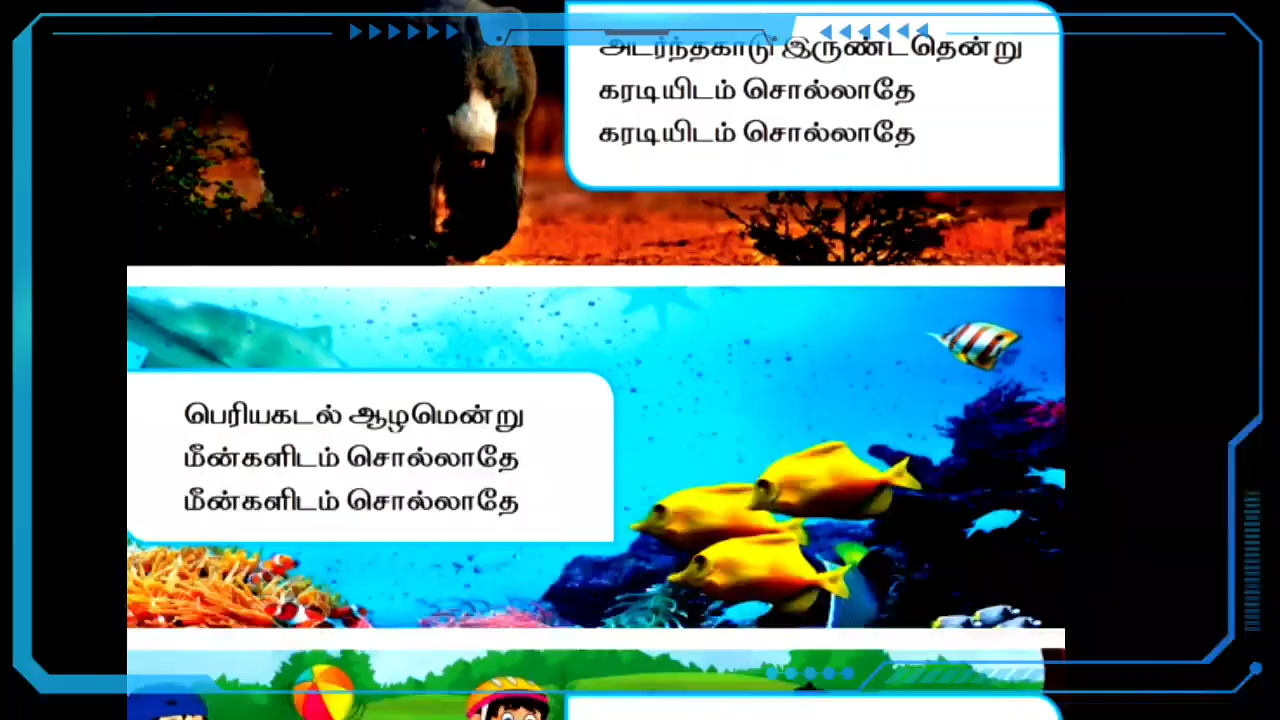 அடர்ந்தகாடு இருண்டதென்று
கரடியிடம் சொல்லாதே
கரடியிடம் சொல்லாதே
பெரியகடல் ஆழமென்று
மீன்களிடம் சொல்லாதே
மீன்களிடம் சொல்லாதே